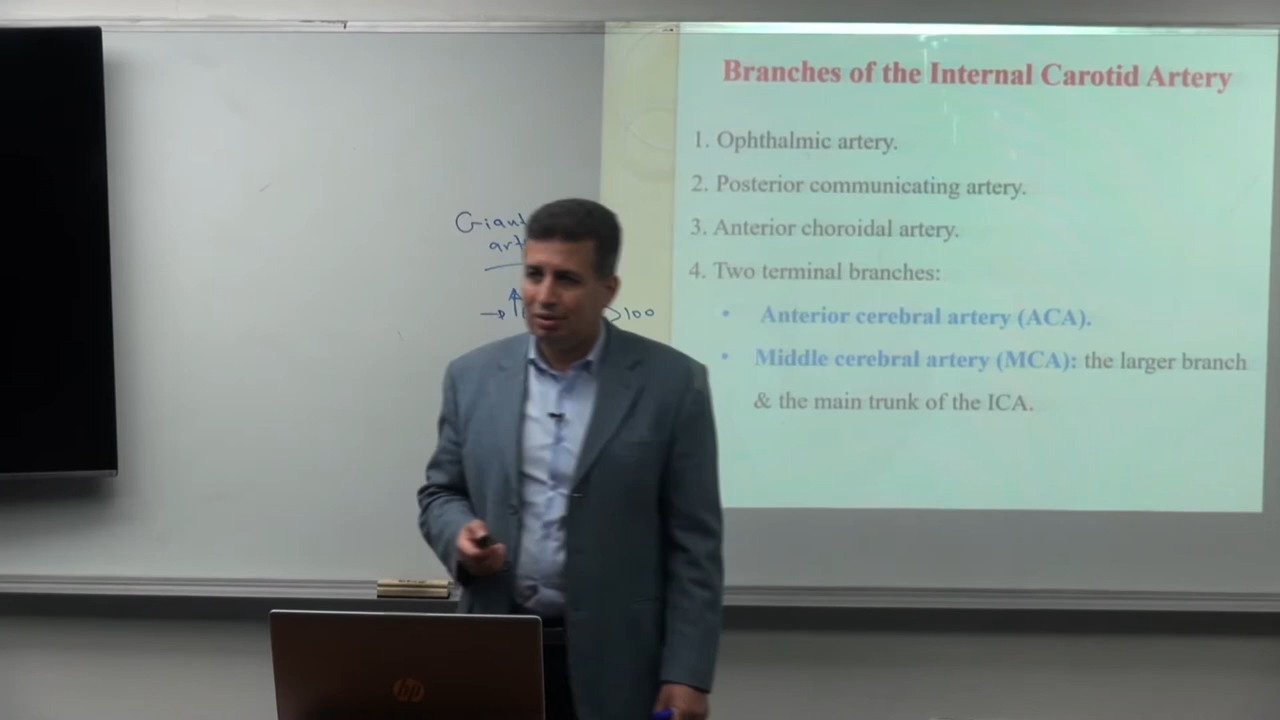 Branches of the Internal Carotid Artery
1. Ophthalmic artery.
2. Posterior communicating artery.
3. Anterior choroidal artery.
4. Two terminal branches:
• Anterior cerebral artery (ACA).
• Middle cerebral artery (MCA): the larger branch
& the main trunk of the ICA.
>100
hp